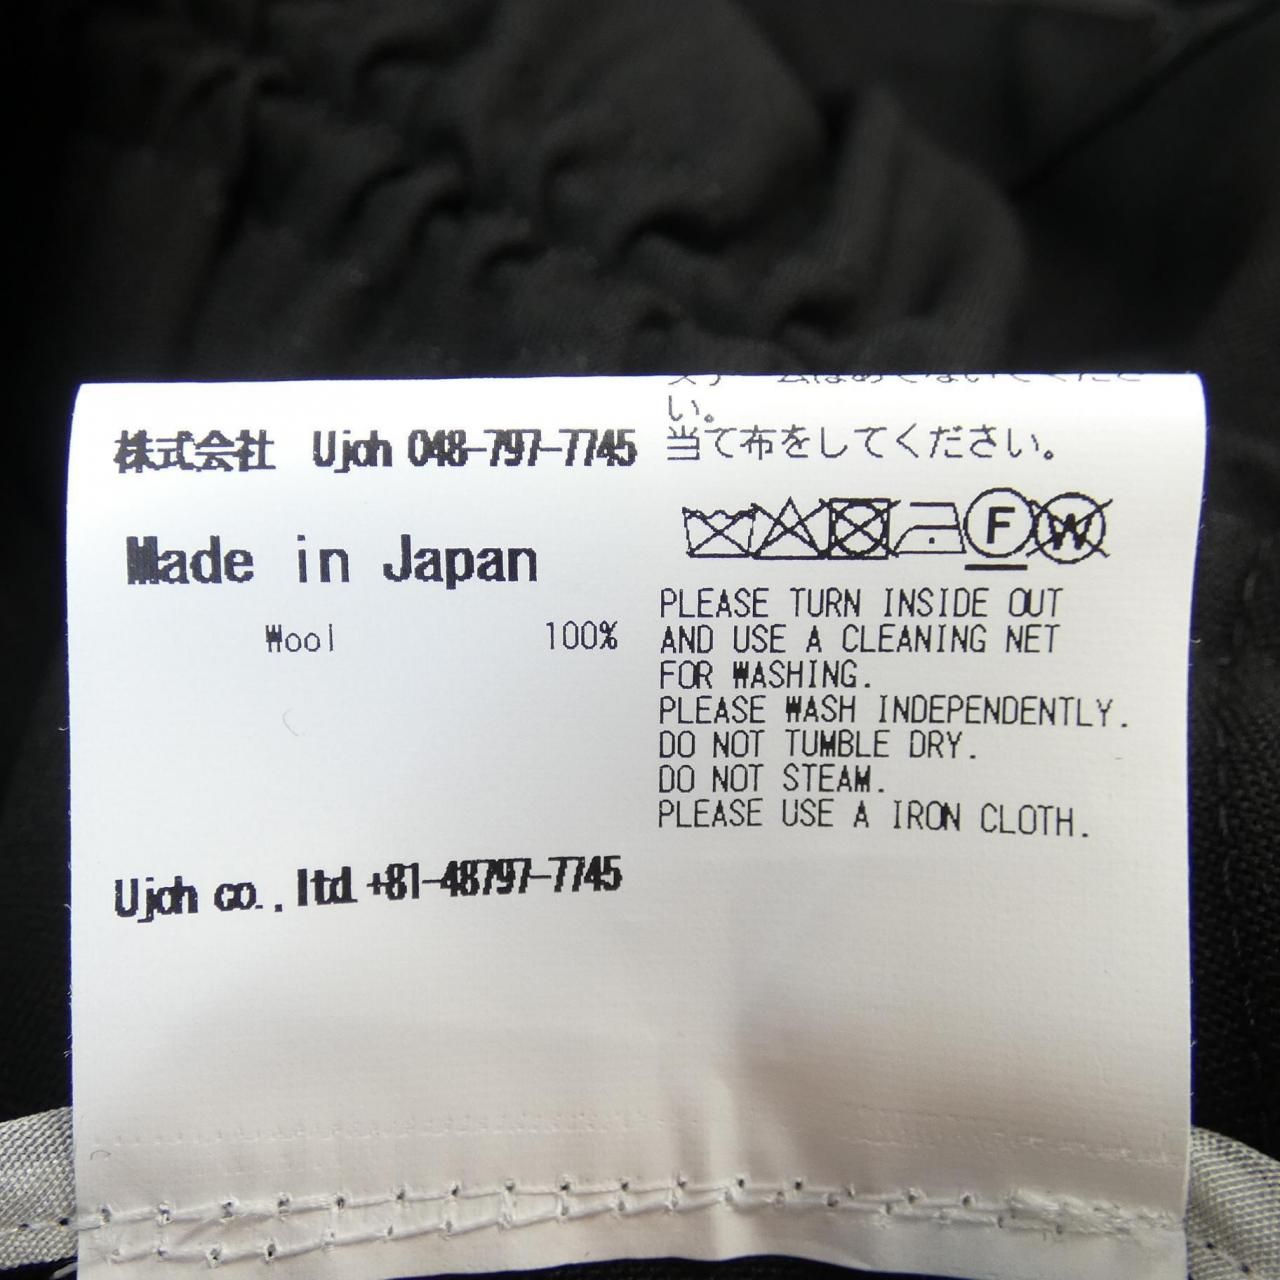 株式会社 Ujoh 048-797-7745
Made in Japan
Wool 100%
Ujoh co., ltd. +81-48797-7745
い。
当て布をしてください。
F W
PLEASE TURN INSIDE OUT
AND USE A CLEANING NET
FOR WASHING.
PLEASE WASH INDEPENDENTLY.
DO NOT TUMBLE DRY.
DO NOT STEAM.
PLEASE USE A IRON CLOTH.